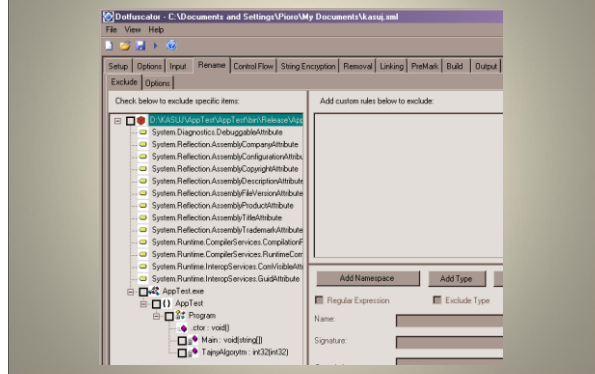 Dotfuscator - C:\Documents and Settings\Pioro\My Documents\kasuj.xml
File View Help
Setup Options Input Rename Control Flow String Encryption Removal Linking PreMark Build Output
Exclude Options
Check below to exclude specific items:
Add custom rules below to exclude:
D:\KASUJ\AppTest\AppTest\bin\Release\App
System.Diagnostics.DebuggableAttribute
System.Reflection.AssemblyCompanyAttribute
System.Reflection.AssemblyConfigurationAttribu
System.Reflection.AssemblyCopyrightAttribute
System.Reflection.AssemblyDescriptionAttribute
System.Reflection.AssemblyFileVersionAttribute
System.Reflection.AssemblyProductAttribute
System.Reflection.AssemblyTitleAttribute
System.Reflection.AssemblyTrademarkAttribute
System.Runtime.CompilerServices.CompilationF
System.Runtime.CompilerServices.RuntimeCom
System.Runtime.InteropServices.ComVisibleAttri
System.Runtime.InteropServices.GuidAttribute
AppTest.exe
AppTest
Program
.ctor : void()
Main : void(string[])
TajnyAlgorytm : int32(int32)
Add Namespace Add Type
Regular Expression Exclude Type
Name:
Signature: